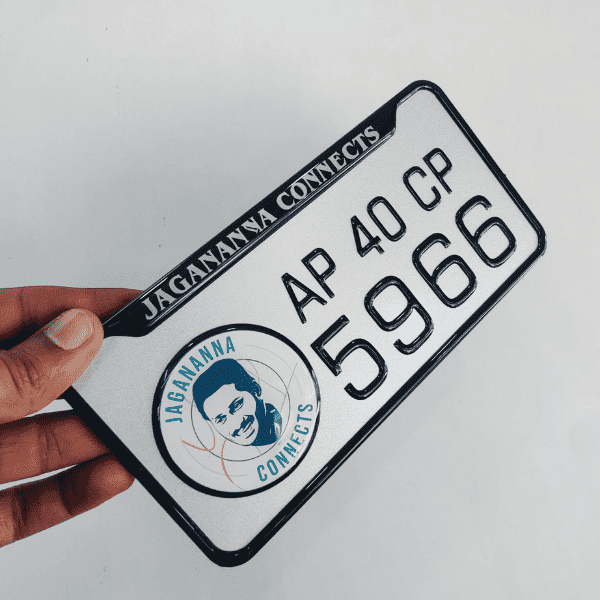 JAGANANNA CONNECTS
AP 40 CP
5966
JAGANANNA
CONNECTS